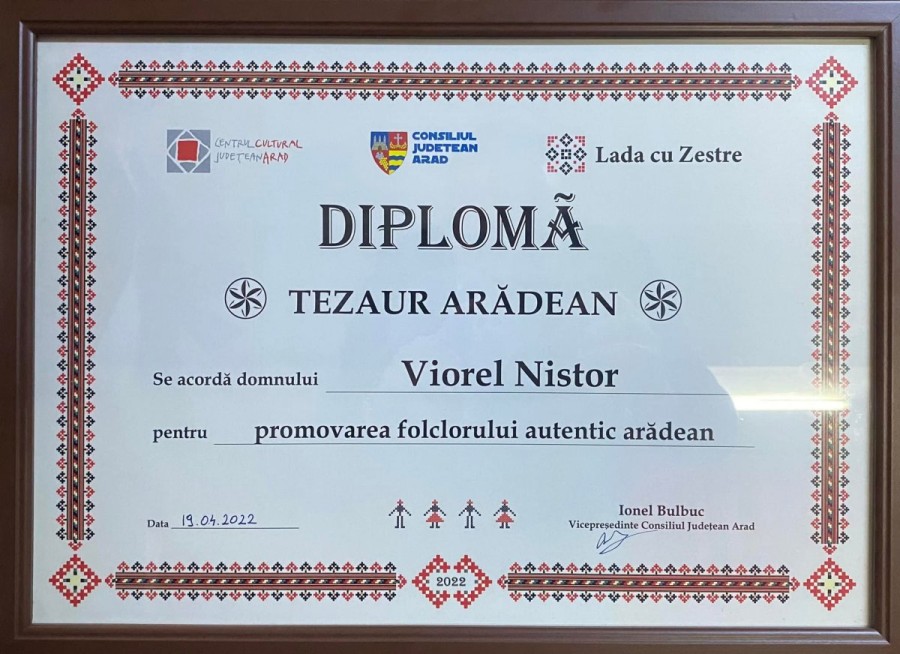 CENTRUL CULTURAL
JUDEȚEAN ARAD
CONSILIUL
JUDEȚEAN
ARAD
Lada cu Zestre
DIPLOMĂ
TEZAUR ARĂDEAN
Se acordă domnului Viorel Nistor
pentru promovarea folclorului autentic arădean
Data 19.04.2022
Ionel Bulbuc
Vicepreședinte Consiliul Județean Arad
2022